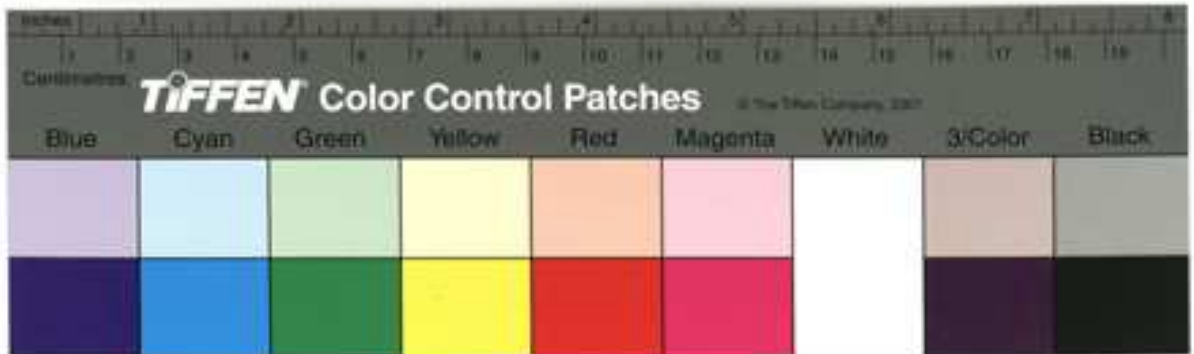 Inches 1 2 3 4 5 6 7 8
1 2 3 4 5 6 7 8 9 10 11 12 13 14 15 16 17 18 19
Centimetres
TIFFEN Color Control Patches © The Tiffen Company, 2007
Blue Cyan Green Yellow Red Magenta White 3/Color Black